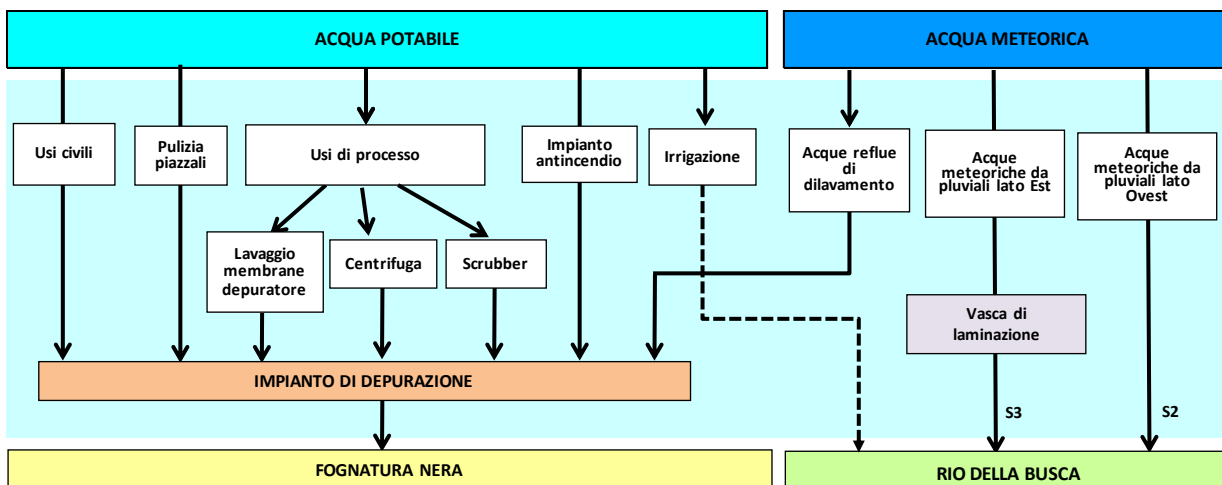 ACQUA POTABILE
ACQUA METEORICA
Usi civili
Pulizia
piazzali
Usi di processo
Impianto
antincendio
Irrigazione
Acque reflue
di
dilavamento
Acque
meteoriche da
pluviali lato Est
Acque
meteoriche da
pluviali lato
Ovest
Lavaggio
membrane
depuratore
Centrifuga
Scrubber
Vasca di
laminazione
IMPIANTO DI DEPURAZIONE
S3
S2
FOGNATURA NERA
RIO DELLA BUSCA